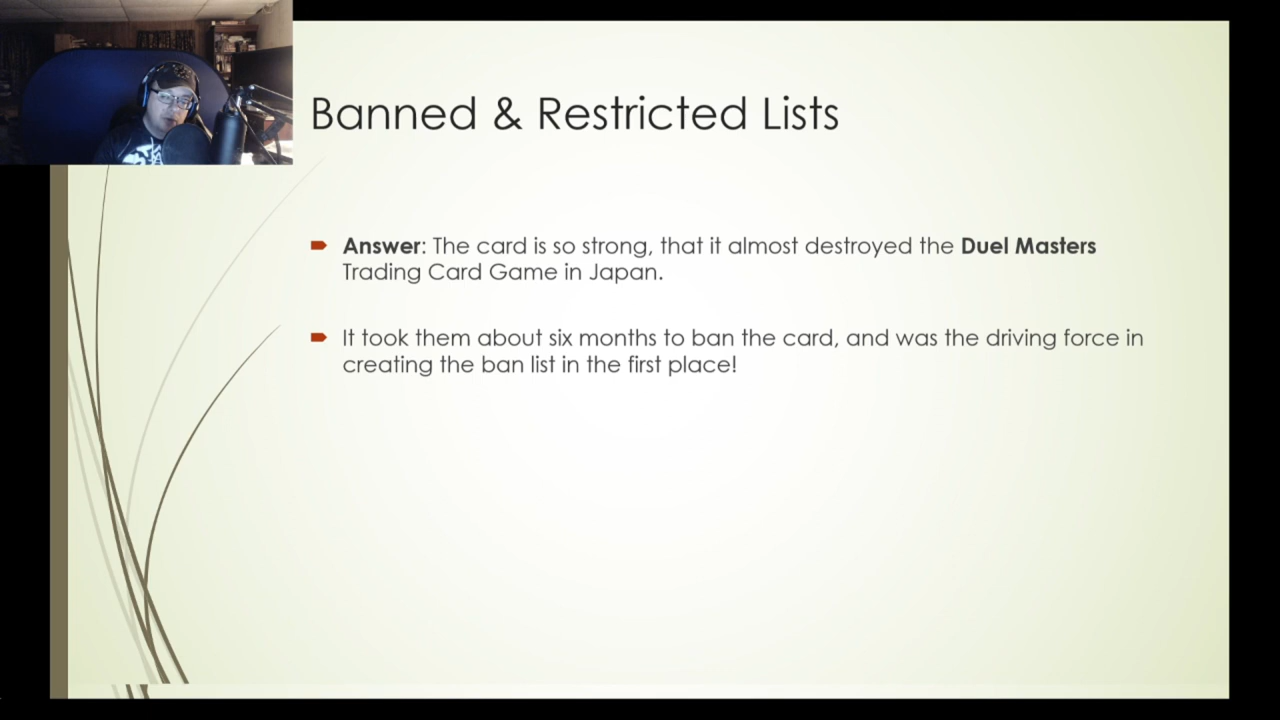 Banned & Restricted Lists
Answer: The card is so strong, that it almost destroyed the Duel Masters
Trading Card Game in Japan.
It took them about six months to ban the card, and was the driving force in
creating the ban list in the first place!